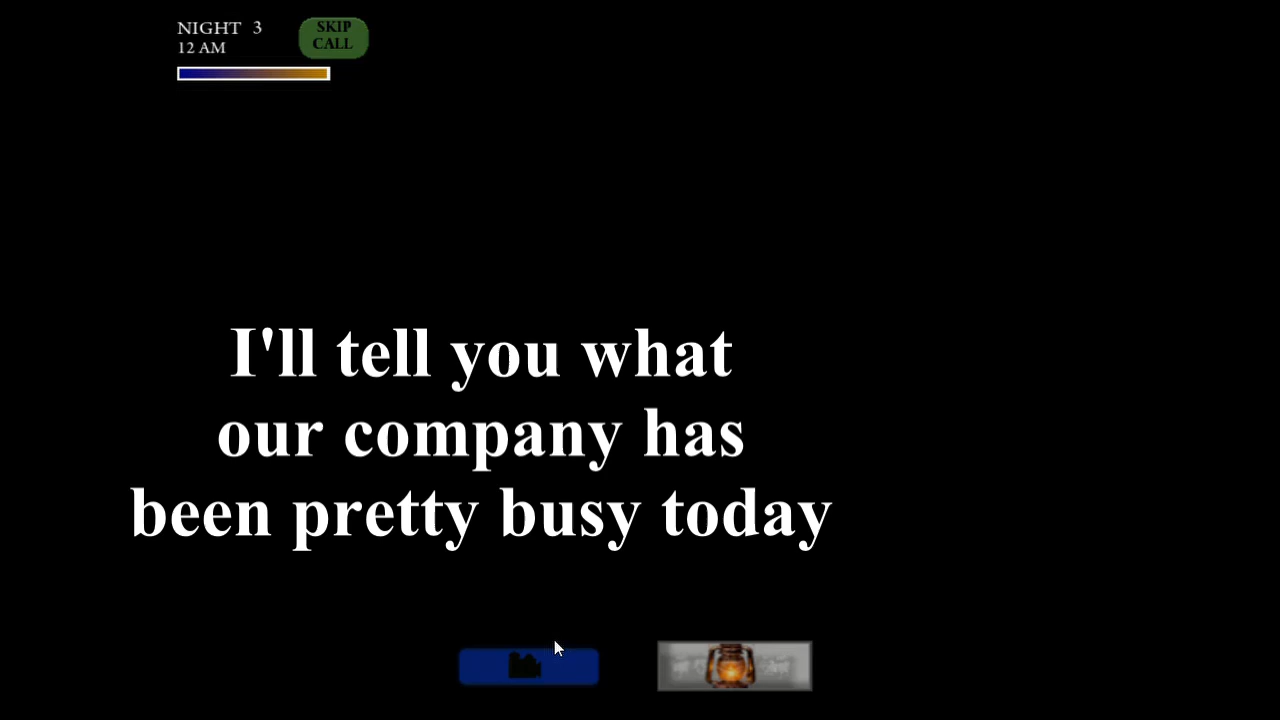 NIGHT 3
12 AM
SKIP
CALL
I'll tell you what
our company has
been pretty busy today